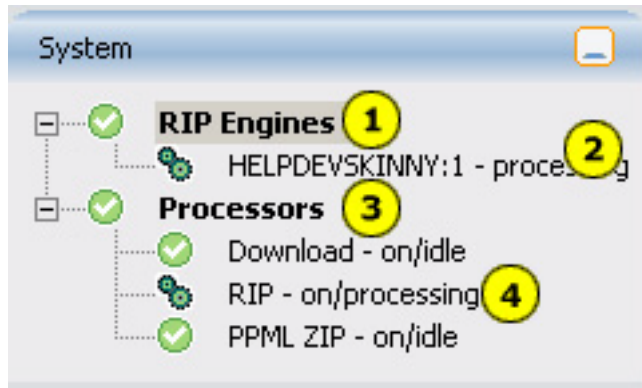 System
RIP Engines 1
HELPDEVSKINNY:1 - processing 2
Processors 3
Download - on/idle
RIP - on/processing 4
PPML ZIP - on/idle